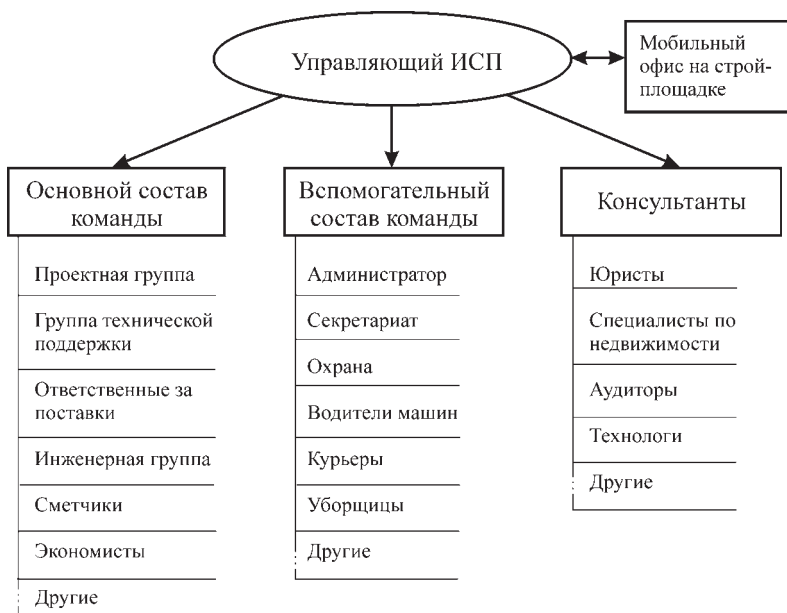 Управляющий ИСП
Мобильный
офис на строй-
площадке
Основной состав
команды
Проектная группа
Группа технической
поддержки
Ответственные за
поставки
Инженерная группа
Сметчики
Экономисты
Другие
Вспомогательный
состав команды
Администратор
Секретариат
Охрана
Водители машин
Курьеры
Уборщицы
Другие
Консультанты
Юристы
Специалисты по
недвижимости
Аудиторы
Технологи
Другие